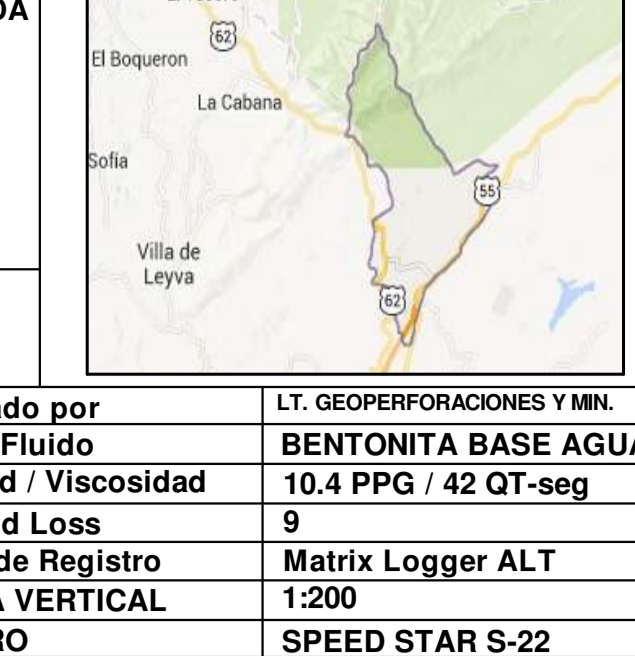 DA
62
El Boqueron
La Cabana
Sofia
55
Villa de
Leyva
62
ado por LT. GEOPERFORACIONES Y MIN.
Fluido BENTONITA BASE AGUA
d / Viscosidad 10.4 PPG / 42 QT-seg
d Loss 9
de Registro Matrix Logger ALT
A VERTICAL 1:200
RO SPEED STAR S-22